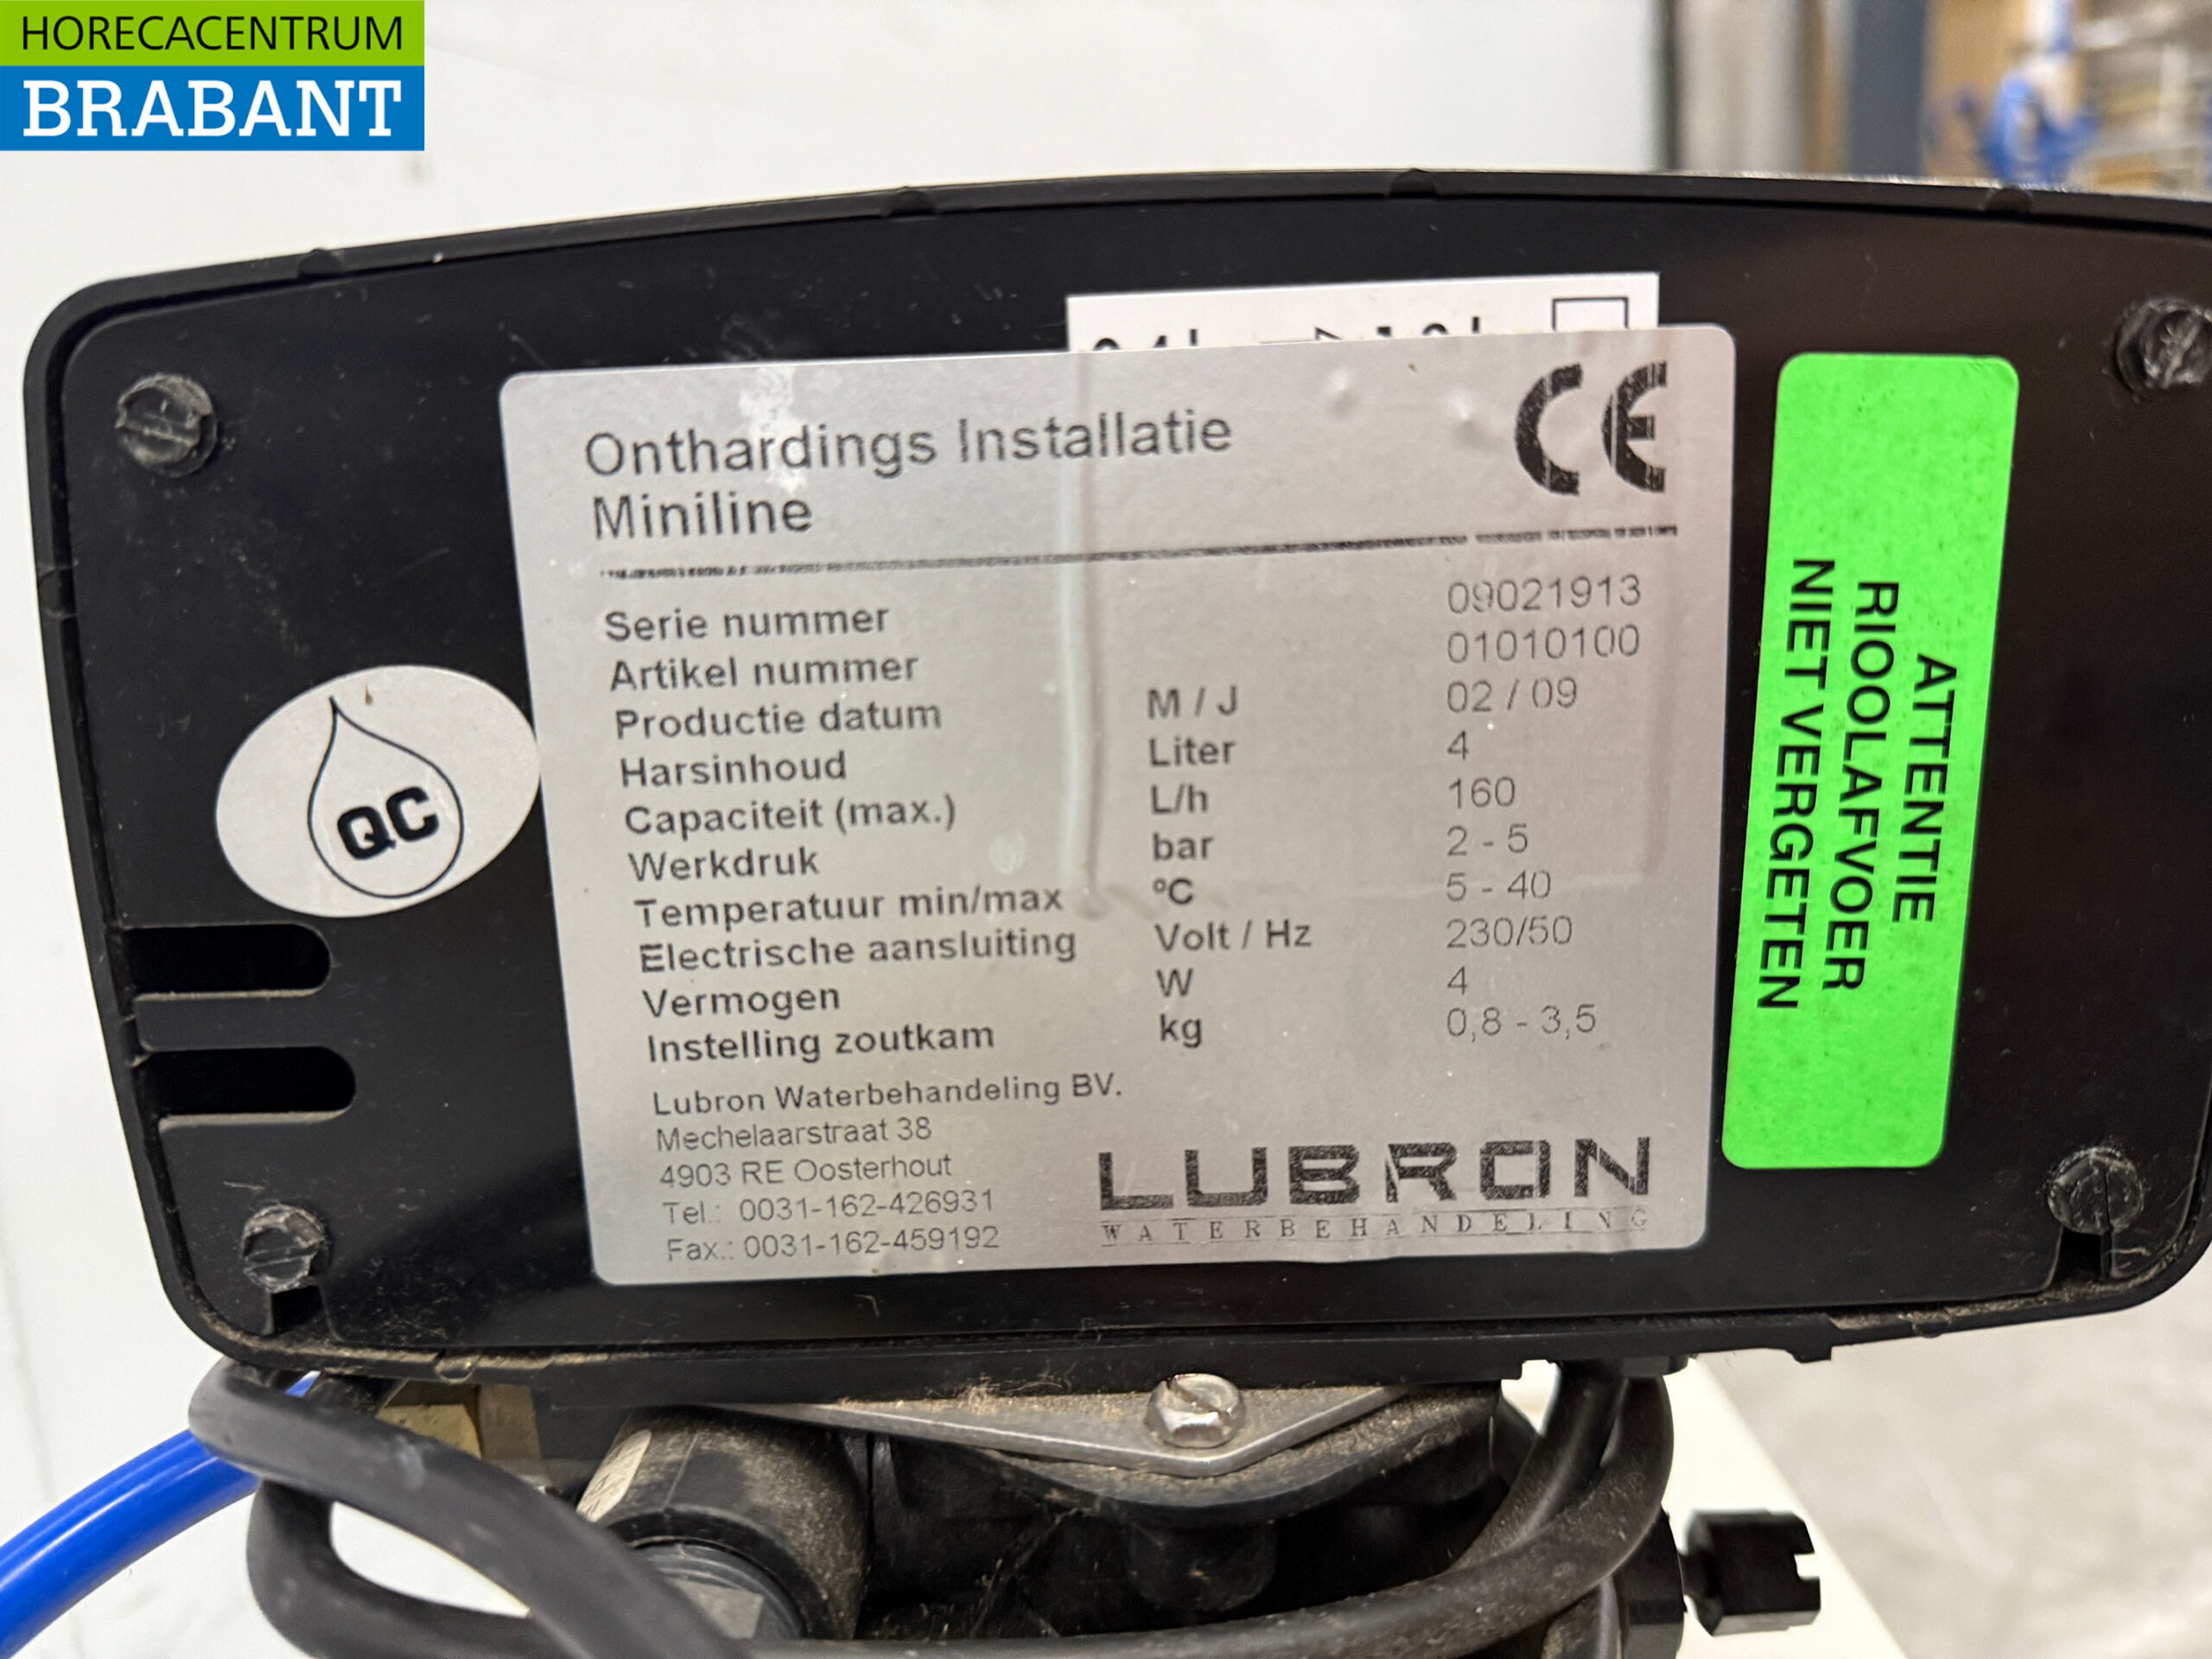 HORECACENTRUM
BRABANT
Onthardings Installatie
Miniline
CE
Serie nummer 09021913
Artikel nummer 01010100
Productie datum M / J 02 / 09
Harsinhoud Liter 4
Capaciteit (max.) L/h 160
Werkdruk bar 2 - 5
Temperatuur min/max ºC 5 - 40
Electrische aansluiting Volt / Hz 230/50
Vermogen W 4
Instelling zoutkam kg 0,8 - 3,5
Lubron Waterbehandeling BV.
Mechelaarstraat 38
4903 RE Oosterhout
Tel.: 0031-162-426931
Fax.: 0031-162-459192
LUBRON
WATERBEHANDELING
QC
ATTENTIE
RIOOLAFVOER
NIET VERGETEN